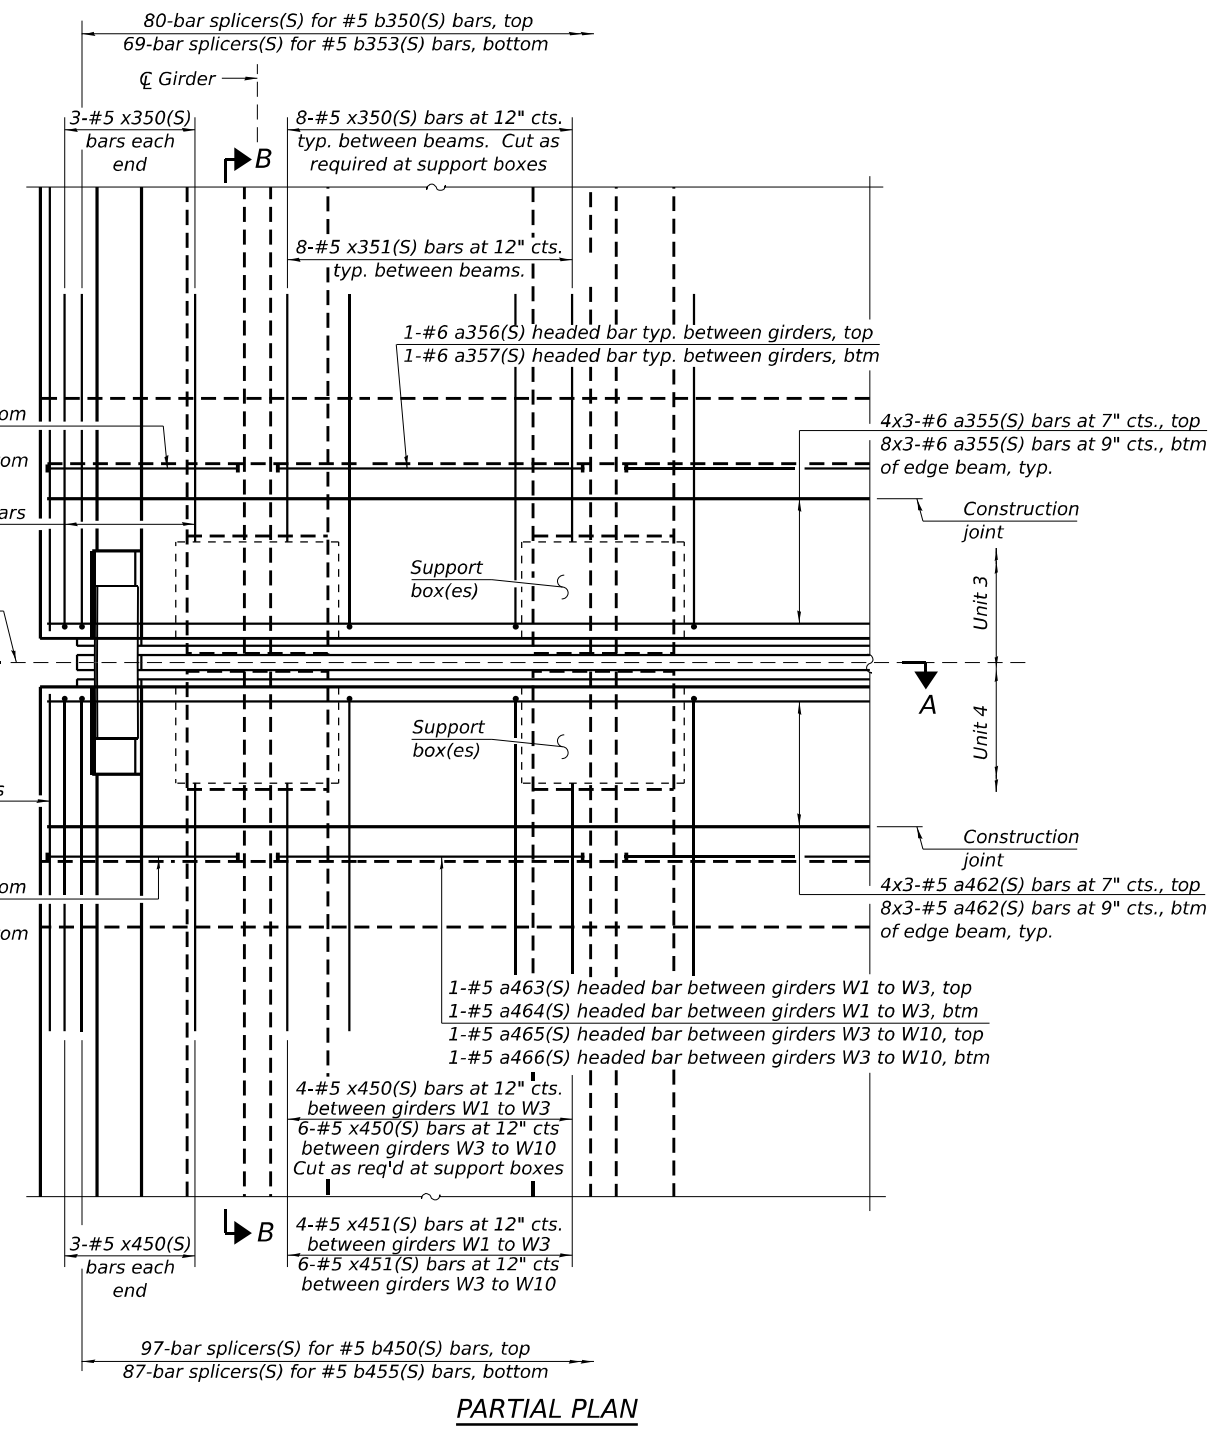 80-bar splicers(S) for #5 b350(S) bars, top
69-bar splicers(S) for #5 b353(S) bars, bottom
℄ Girder
3-#5 x350(S)
bars each
end
8-#5 x350(S) bars at 12" cts.
typ. between beams. Cut as
required at support boxes
B
8-#5 x351(S) bars at 12" cts.
typ. between beams.
1-#6 a356(S) headed bar typ. between girders, top
1-#6 a357(S) headed bar typ. between girders, btm
om
om
4x3-#6 a355(S) bars at 7" cts., top
8x3-#6 a355(S) bars at 9" cts., btm
of edge beam, typ.
ars
Construction
joint
Support
box(es)
Unit 3
A
Unit 4
Support
box(es)
s
Construction
joint
om
om
4x3-#5 a462(S) bars at 7" cts., top
8x3-#5 a462(S) bars at 9" cts., btm
of edge beam, typ.
1-#5 a463(S) headed bar between girders W1 to W3, top
1-#5 a464(S) headed bar between girders W1 to W3, btm
1-#5 a465(S) headed bar between girders W3 to W10, top
1-#5 a466(S) headed bar between girders W3 to W10, btm
4-#5 x450(S) bars at 12" cts.
between girders W1 to W3
6-#5 x450(S) bars at 12" cts
between girders W3 to W10
Cut as req'd at support boxes
B
3-#5 x450(S)
bars each
end
4-#5 x451(S) bars at 12" cts.
between girders W1 to W3
6-#5 x451(S) bars at 12" cts
between girders W3 to W10
97-bar splicers(S) for #5 b450(S) bars, top
87-bar splicers(S) for #5 b455(S) bars, bottom
PARTIAL PLAN